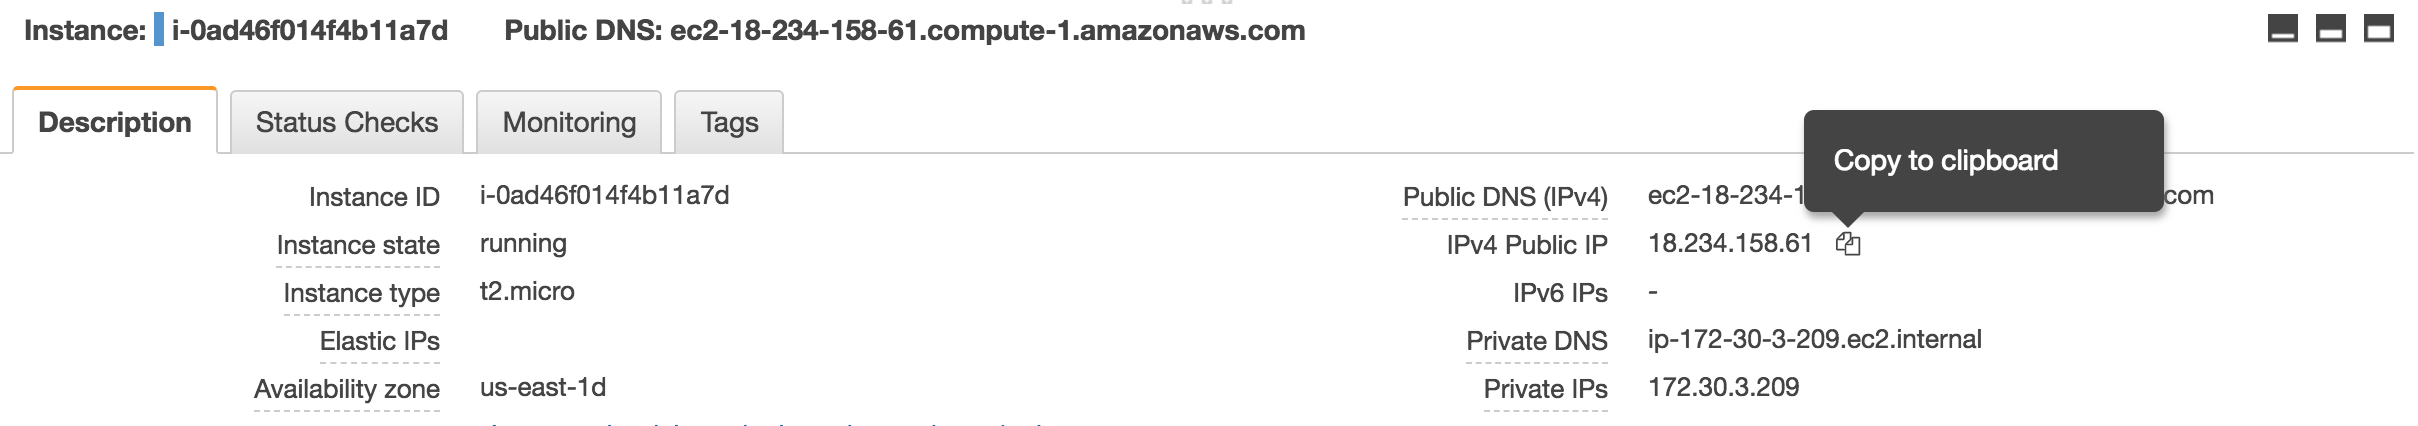 Instance: i-0ad46f014f4b11a7d Public DNS: ec2-18-234-158-61.compute-1.amazonaws.com
Description Status Checks Monitoring Tags
Copy to clipboard
Instance ID i-0ad46f014f4b11a7d Public DNS (IPv4) ec2-18-234-1 com
Instance state running IPv4 Public IP 18.234.158.61
Instance type t2.micro IPv6 IPs -
Elastic IPs Private DNS ip-172-30-3-209.ec2.internal
Availability zone us-east-1d Private IPs 172.30.3.209